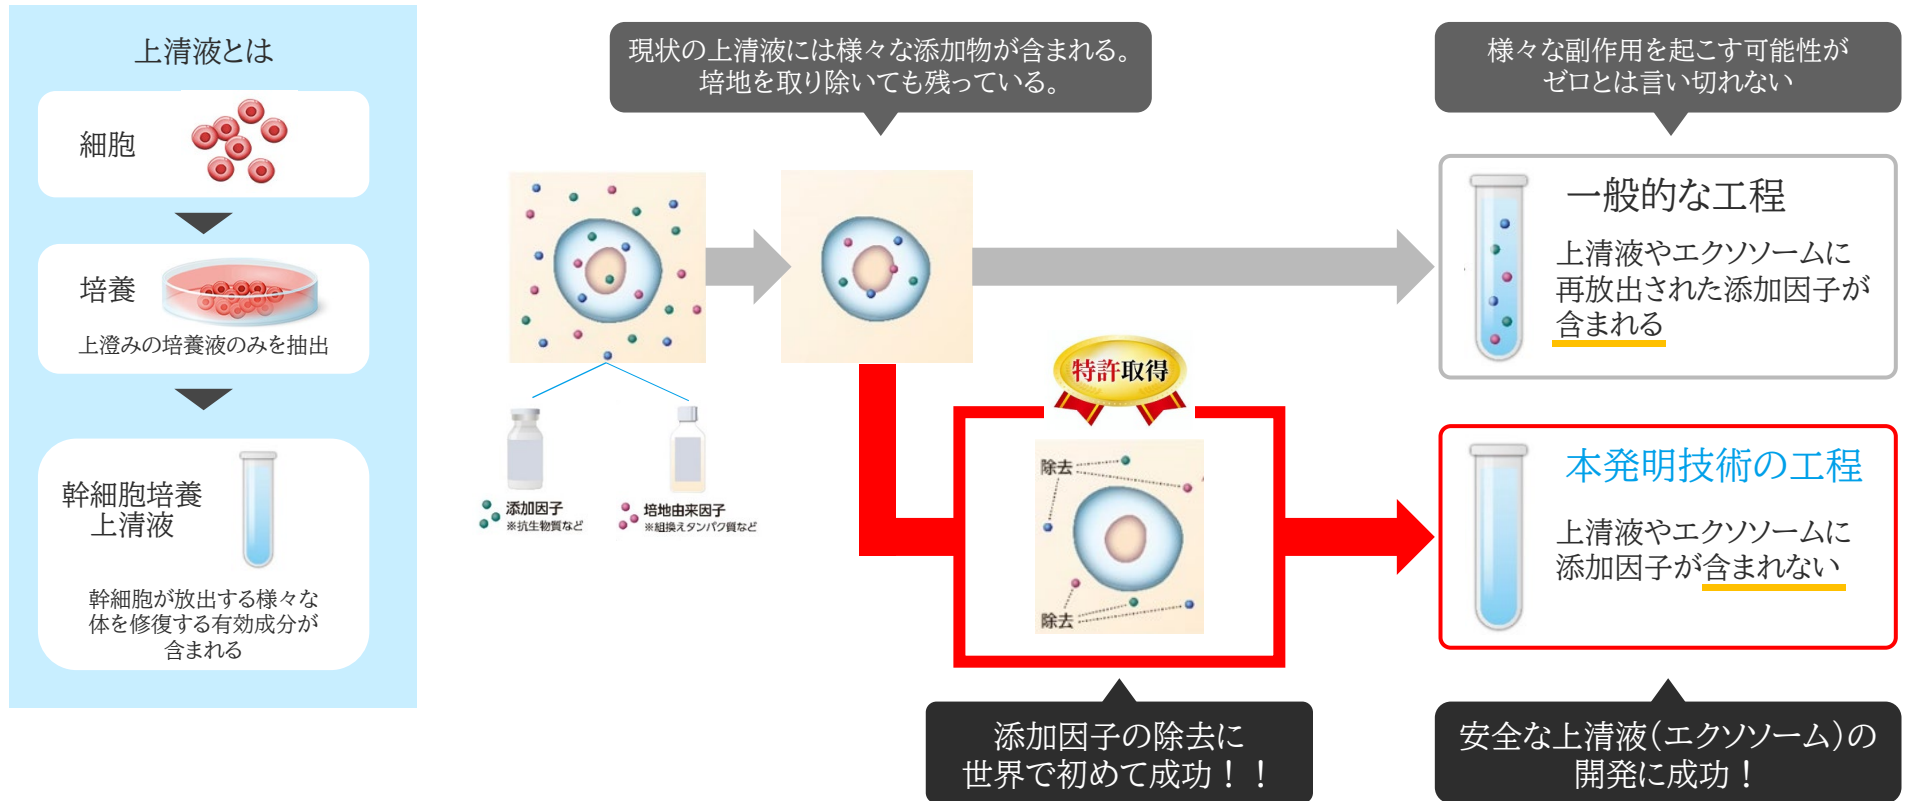 上清液とは
細胞
培養
上澄みの培養液のみを抽出
幹細胞培養
上清液
幹細胞が放出する様々な
体を修復する有効成分が
含まれる
現状の上清液には様々な添加物が含まれる。
培地を取り除いても残っている。
添加因子
※抗生物質など
培地由来因子
※組換えタンパク質など
特許取得
除去
除去
添加因子の除去に
世界で初めて成功！！
様々な副作用を起こす可能性が
ゼロとは言い切れない
一般的な工程
上清液やエクソソームに
再放出された添加因子が
含まれる
本発明技術の工程
上清液やエクソソームに
添加因子が含まれない
安全な上清液（エクソソーム）の
開発に成功！